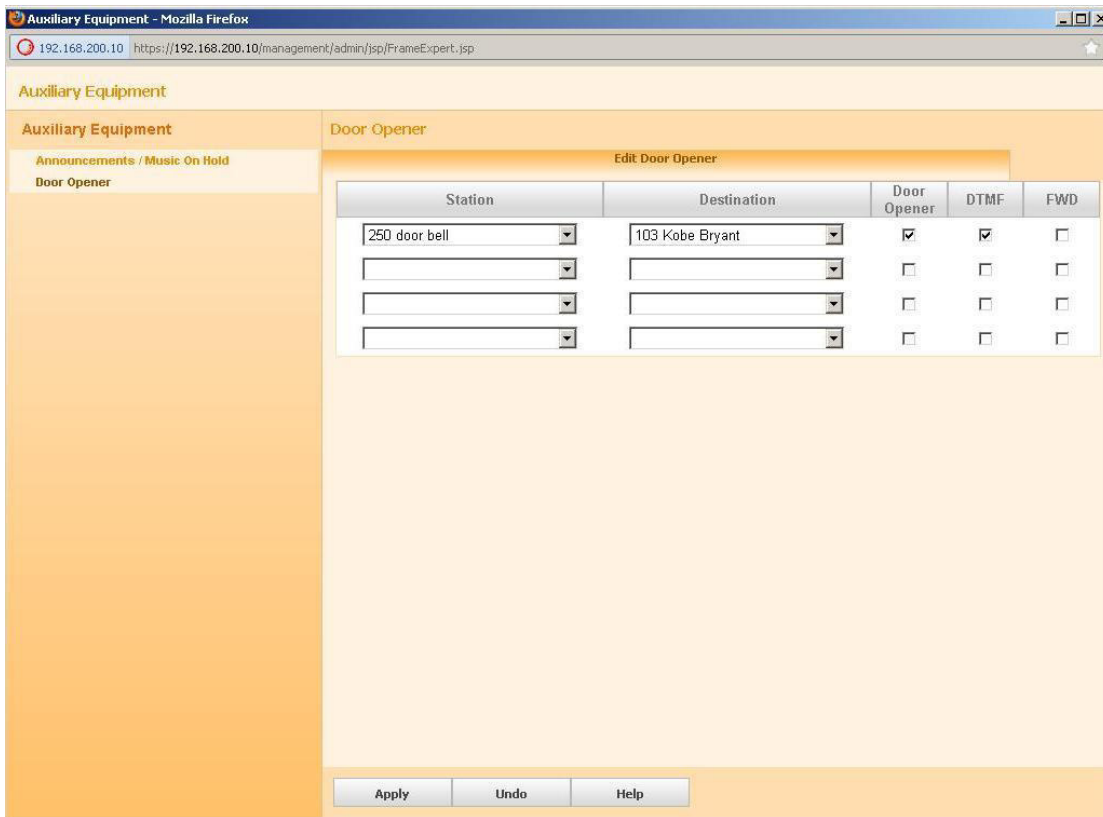 Auxiliary Equipment - Mozilla Firefox
192.168.200.10 https://192.168.200.10/management/admin/jsp/FrameExpert.jsp
Auxiliary Equipment
Auxiliary Equipment
Announcements / Music On Hold
Door Opener
Door Opener
Edit Door Opener
Station Destination Door Opener DTMF FWD
250 door bell 103 Kobe Bryant
Apply Undo Help